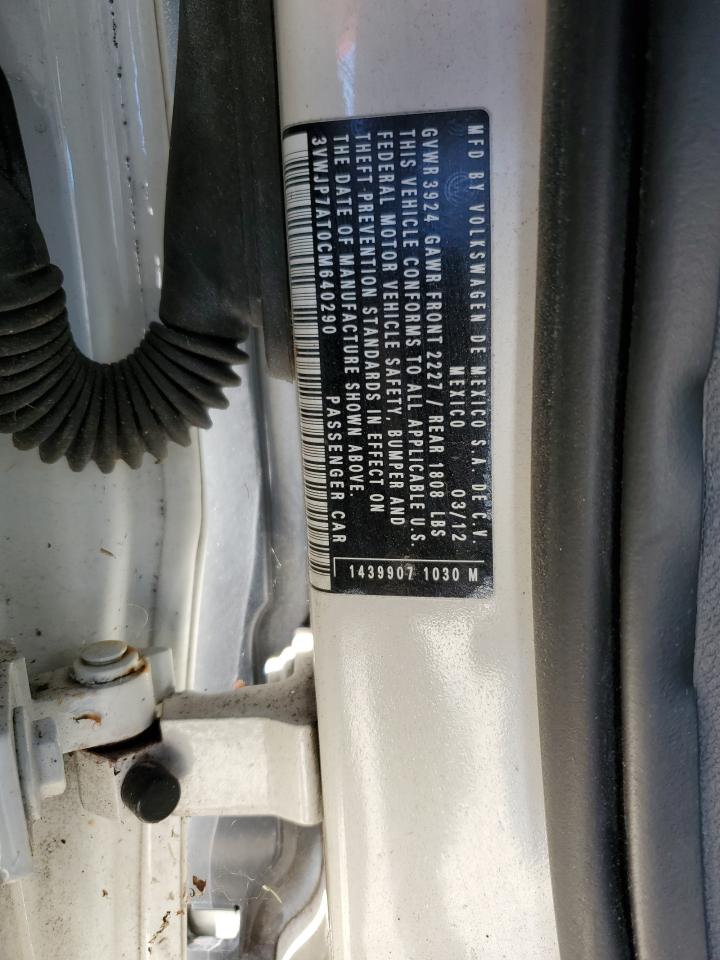 MFD BY VOLKSWAGEN DE MEXICO S.A. DE C.V
MEXICO 03/12
GVWR 3924 GAWR FRONT 2227 / REAR 1808 LBS
THIS VEHICLE CONFORMS TO ALL APPLICABLE U.S.
FEDERAL MOTOR VEHICLE SAFETY, BUMPER AND
THEFT PREVENTION STANDARDS IN EFFECT ON
THE DATE OF MANUFACTURE SHOWN ABOVE.
3VWJP7AT0CM640290 PASSENGER CAR
1439907 1030 M